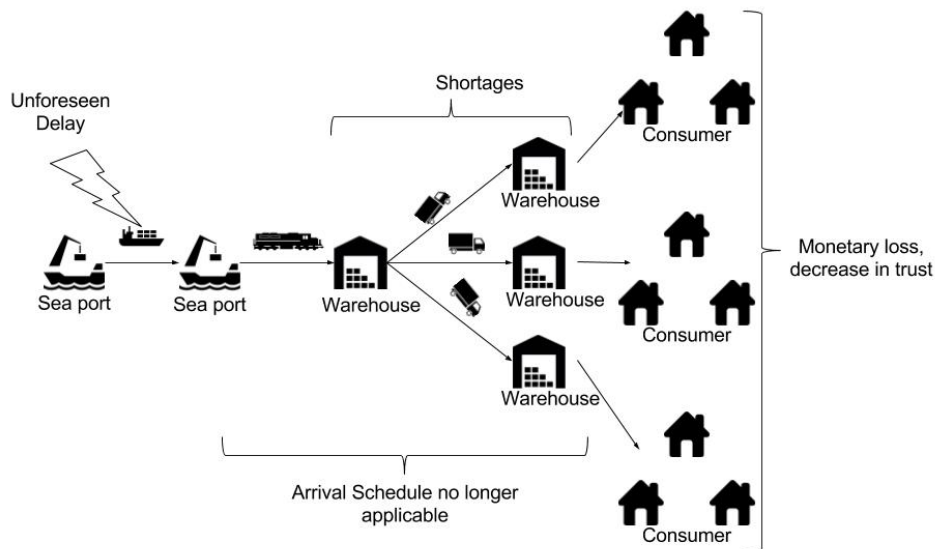 Unforeseen
Delay
Shortages
Consumer
Warehouse
Sea port
Sea port
Warehouse
Warehouse
Consumer
Monetary loss,
decrease in trust
Warehouse
Arrival Schedule no longer
applicable
Consumer